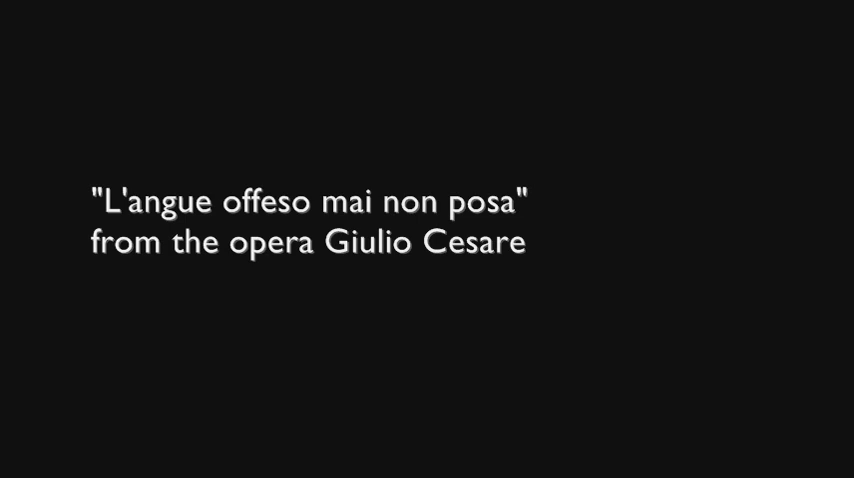 "L'angue offeso mai non posa"
from the opera Giulio Cesare